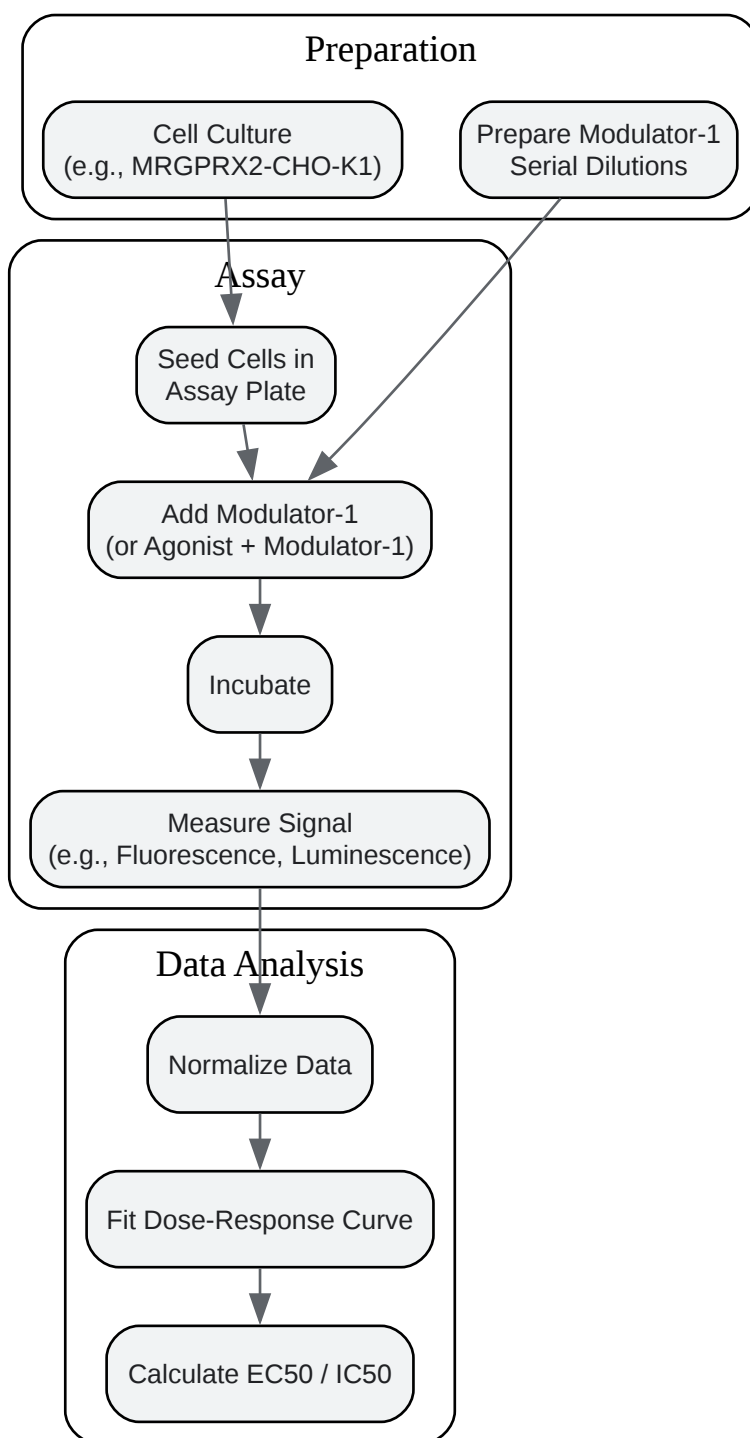 Preparation
Cell Culture
(e.g., MRGPRX2-CHO-K1)
Prepare Modulator-1
Serial Dilutions
Assay
Seed Cells in
Assay Plate
Add Modulator-1
(or Agonist + Modulator-1)
Incubate
Measure Signal
(e.g., Fluorescence, Luminescence)
Data Analysis
Normalize Data
Fit Dose-Response Curve
Calculate EC50 / IC50